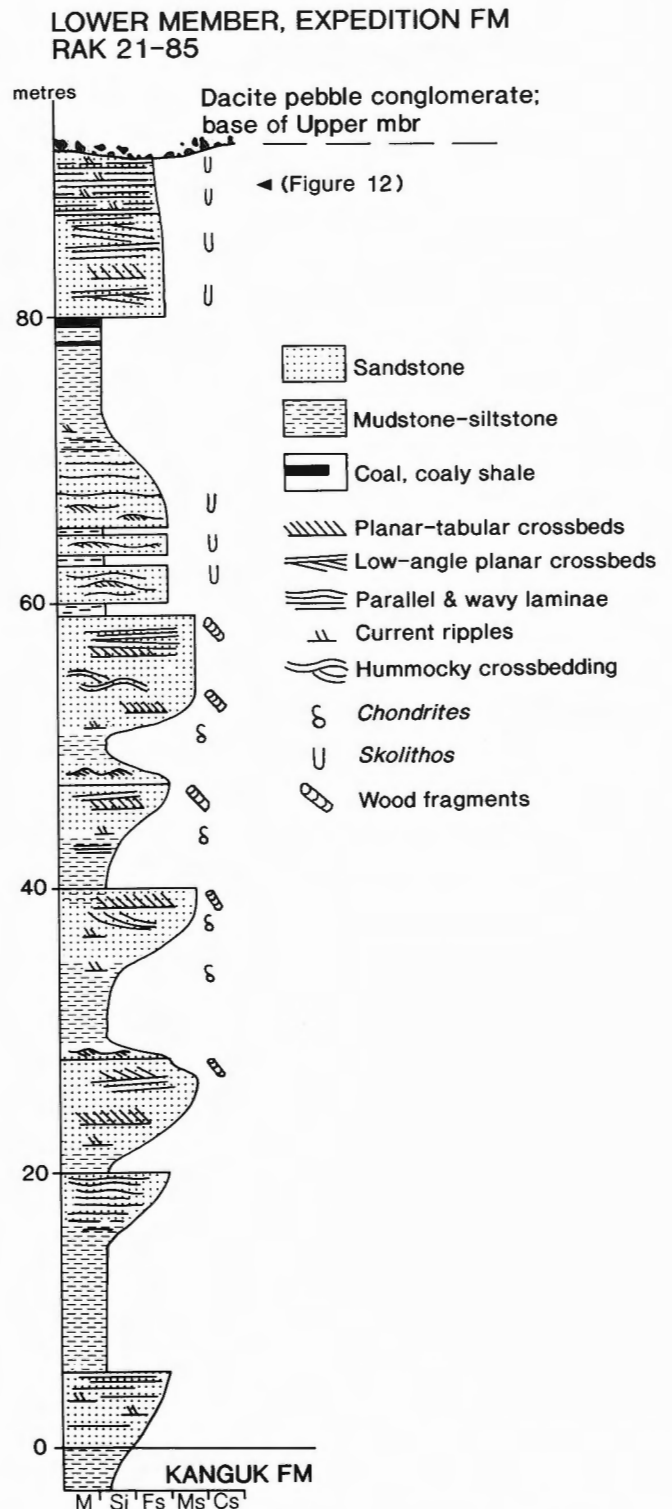 LOWER MEMBER, EXPEDITION FM
RAK 21-85
metres
Dacite pebble conglomerate;
base of Upper mbr
(Figure 12)
80
Sandstone
Mudstone-siltstone
Coal, coaly shale
Planar-tabular crossbeds
Low-angle planar crossbeds
Parallel & wavy laminae
Current ripples
Hummocky crossbedding
Chondrites
Skolithos
Wood fragments
60
40
20
0
KANGUK FM
M Si Fs Ms Cs